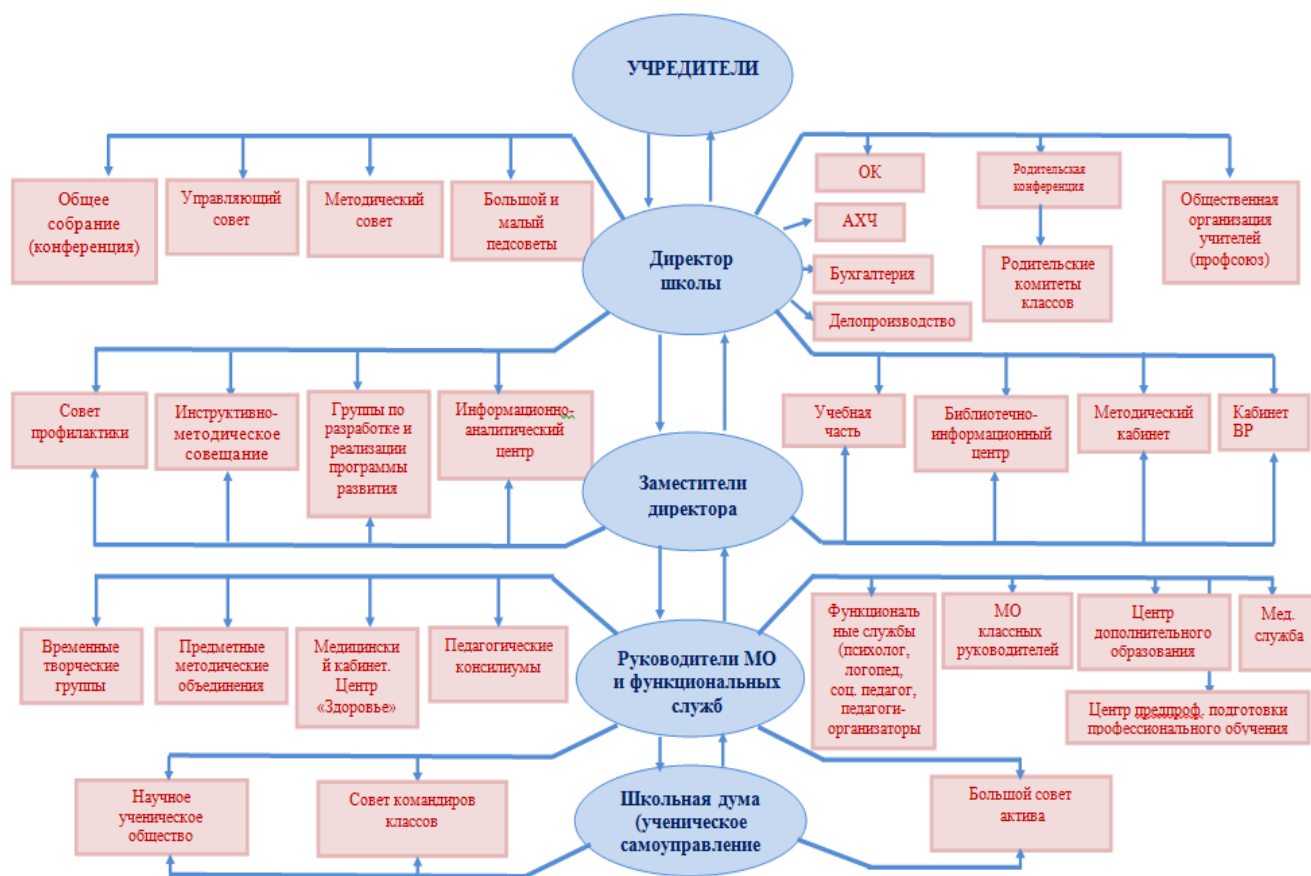 УЧРЕДИТЕЛИ
Общее
собрание
(конференция)
Управляющий
совет
Методический
совет
Большой и
малый
педсоветы
Директор
школы
ОК
АХЧ
Бухгалтерия
Делопроизводство
Родительская
конференция
Родительские
комитеты
классов
Общественная
организация
учителей
(профсоюз)
Совет
профилактики
Инструктивно-
методическое
совещание
Группы по
разработке и
реализации
программы
развития
Информационно-
аналитический
центр
Заместители
директора
Учебная
часть
Библиотечно-
информационный
центр
Методический
кабинет
Кабинет
ВР
Временные
творческие
группы
Предметные
методические
объединения
Медицински
й кабинет.
Центр
«Здоровье»
Педагогические
консилиумы
Руководители МО
и функциональных
служб
Функциональ
ные службы
(психолог,
логопед,
соц. педагог,
педагоги-
организаторы
МО
классных
руководителей
Центр
дополнительного
образования
Мед.
служба
Центр предпроф. подготовки
профессионального обучения
Научное
ученическое
общество
Совет командиров
классов
Школьная дума
(ученическое
самоуправление
Большой совет
актива